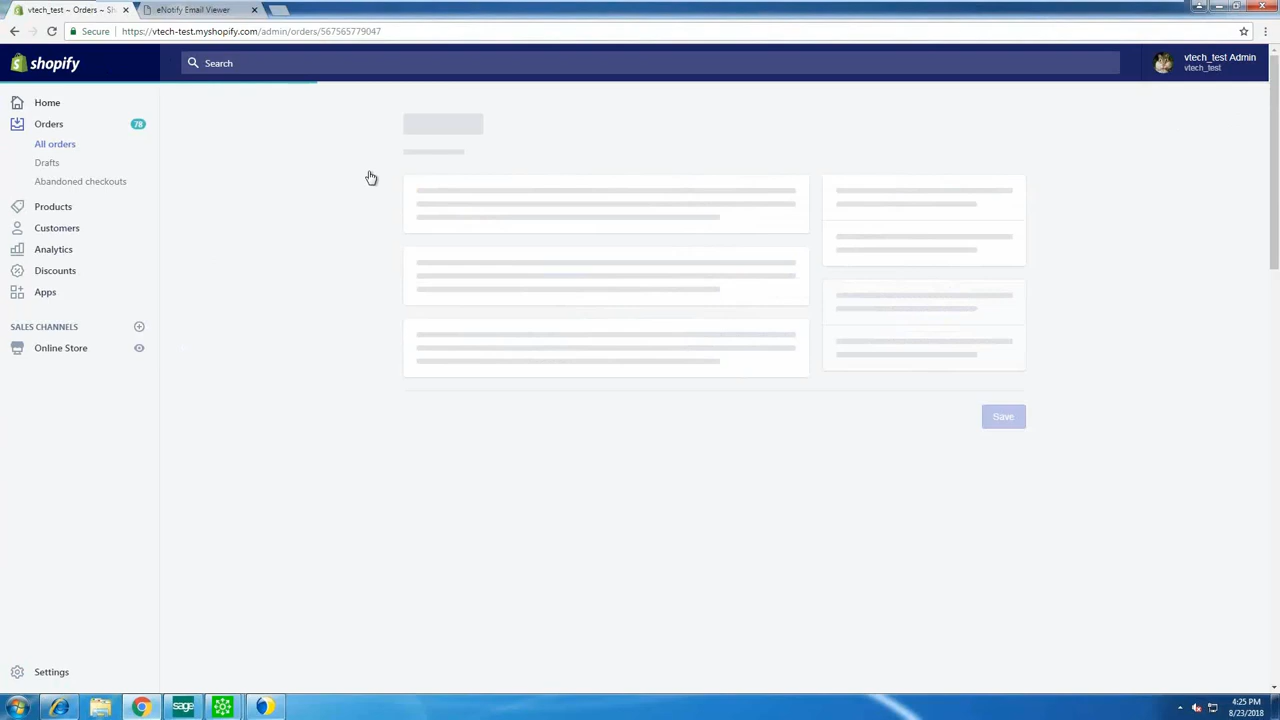 vtech_test ~ Orders ~ Sh
eNotify Email Viewer
Secure
https://vtech-test.myshopify.com/admin/orders/567565779047
shopify
Search
vtech_test Admin
vtech_test
Home
Orders
78
All orders
Drafts
Abandoned checkouts
Products
Customers
Analytics
Discounts
Apps
SALES CHANNELS
Online Store
Save
Settings
sage
4:25 PM
8/23/2018